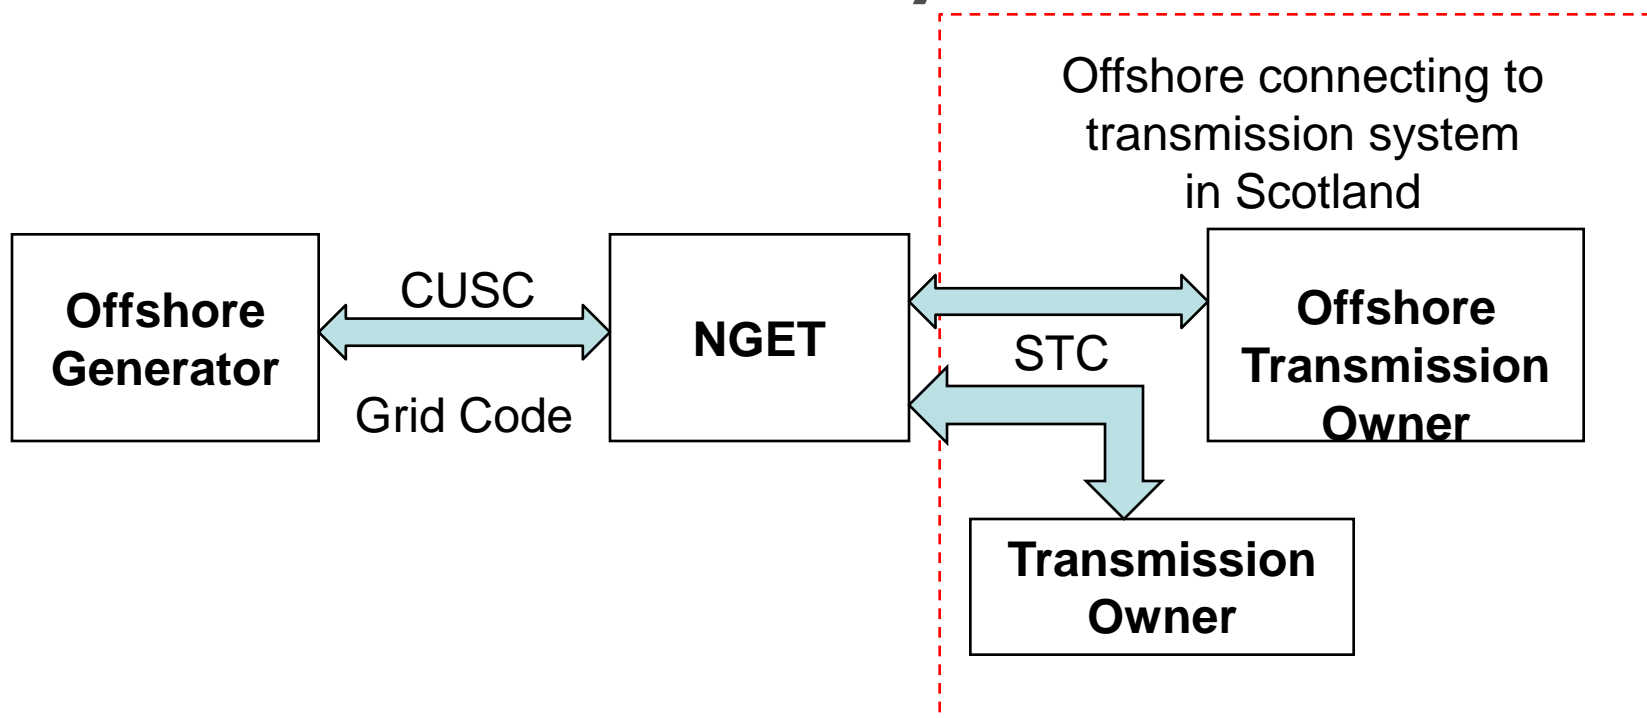 Offshore connecting to
transmission system
in Scotland
Offshore
Generator
CUSC
Grid Code
NGET
STC
Offshore
Transmission
Owner
Transmission
Owner